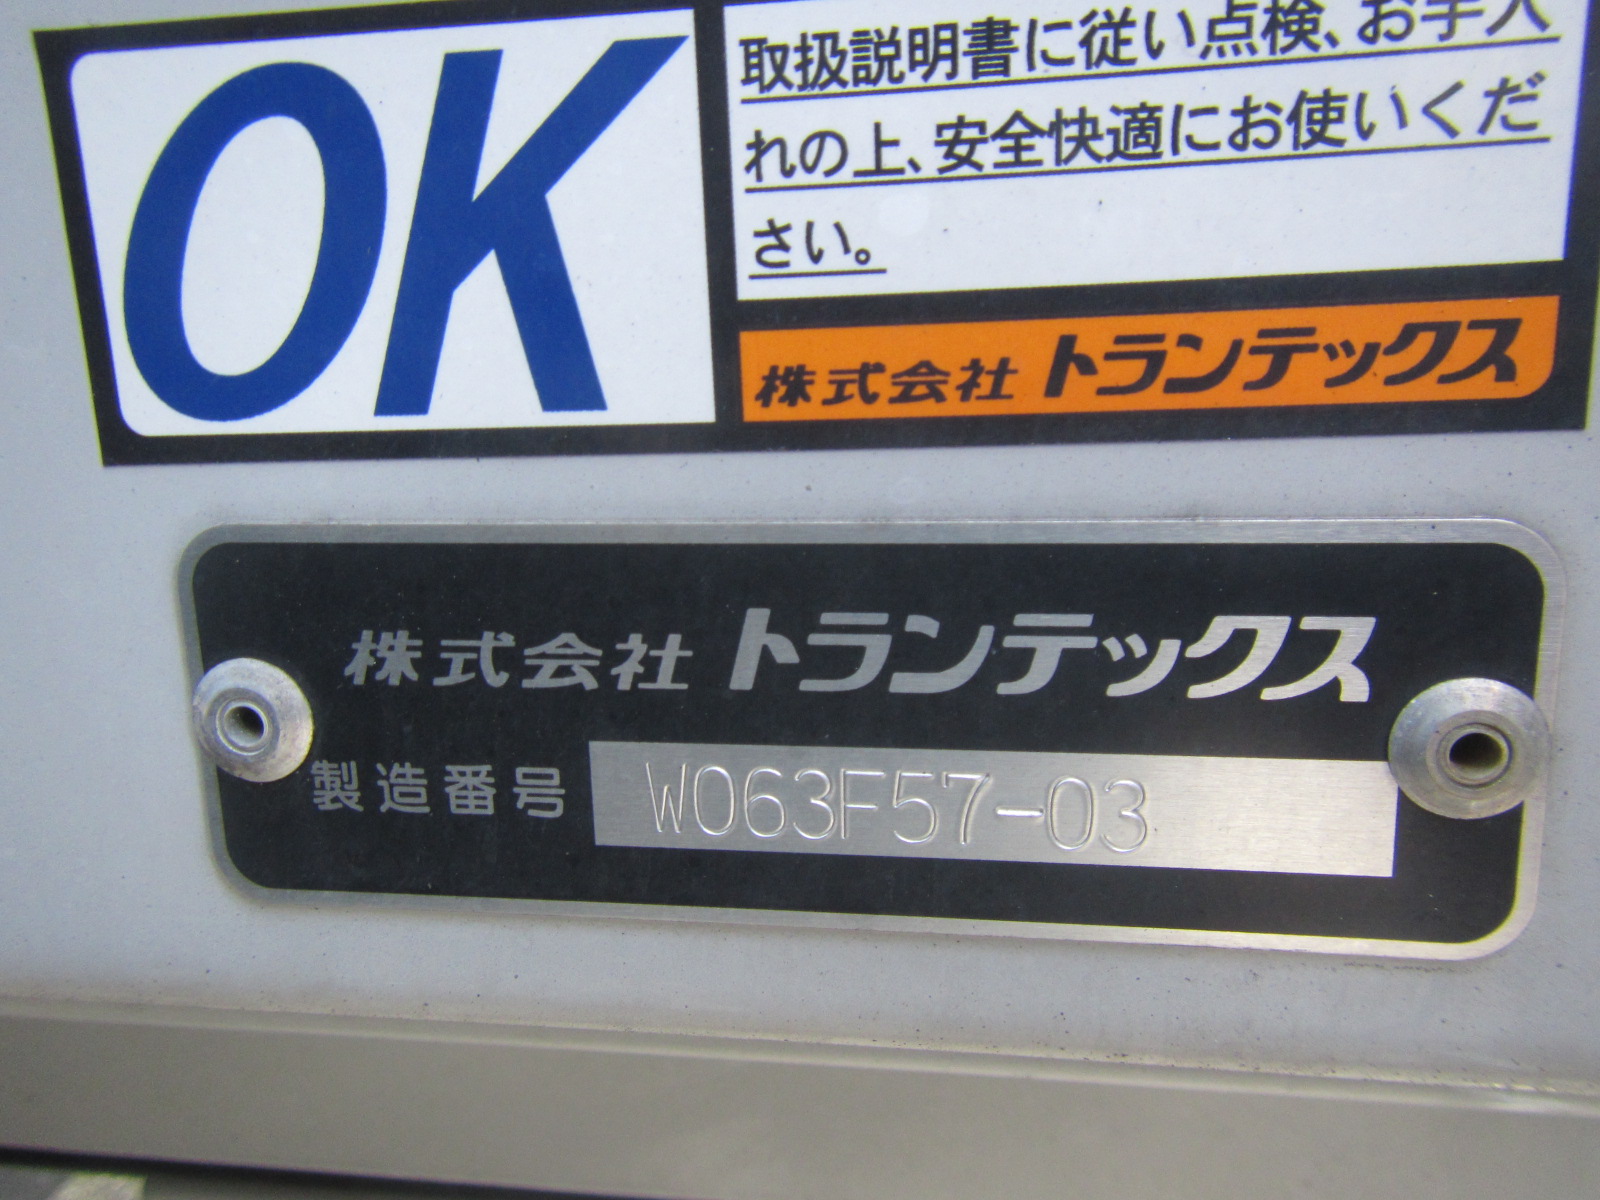 OK
取扱説明書に従い点検、お手入
れの上、安全快適にお使いくだ
さい。
株式会社 トランテックス
株式会社 トランテックス
製造番号 W063F57-03